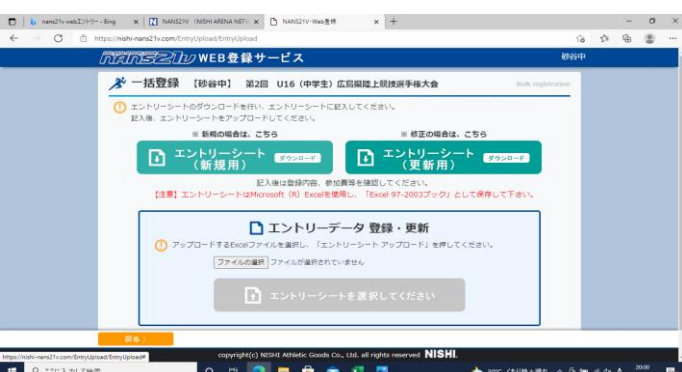 nans21v webエントリー - Bing
NANS21V (NISHI ARENA NET
NANS21V-Web登録
https://nishi-nans21v.com/EntryUpload/EntryUpload
NANS21V WEB登録サービス
砂谷中
一括登録 【砂谷中】 第2回 U16（中学生）広島県陸上競技選手権大会
Bulk registration
エントリーシートのダウンロードを行い、エントリーシートに記入してください。
記入後、エントリーシートをアップロードしてください。
※ 新規の場合は、こちら
※ 修正の場合は、こちら
エントリーシート
（新規用）
ダウンロード
エントリーシート
（更新用）
ダウンロード
記入後は登録内容、参加費等を確認してください。
【注意】エントリーシートはMicrosoft（R）Excelを使用し、「Excel 97-2003ブック」として保存して下さい。
エントリーデータ 登録・更新
アップロードするExcelファイルを選択し、「エントリーシート アップロード」を押してください。
ファイルの選択 ファイルが選択されていません
エントリーシートを選択してください
戻る
https://nishi-nans21v.com/EntryUpload/EntryUpload#
copyright(c) NISHI Athletic Goods Co., Ltd. all rights reserved NISHI.
ここに入力して検索
20:00